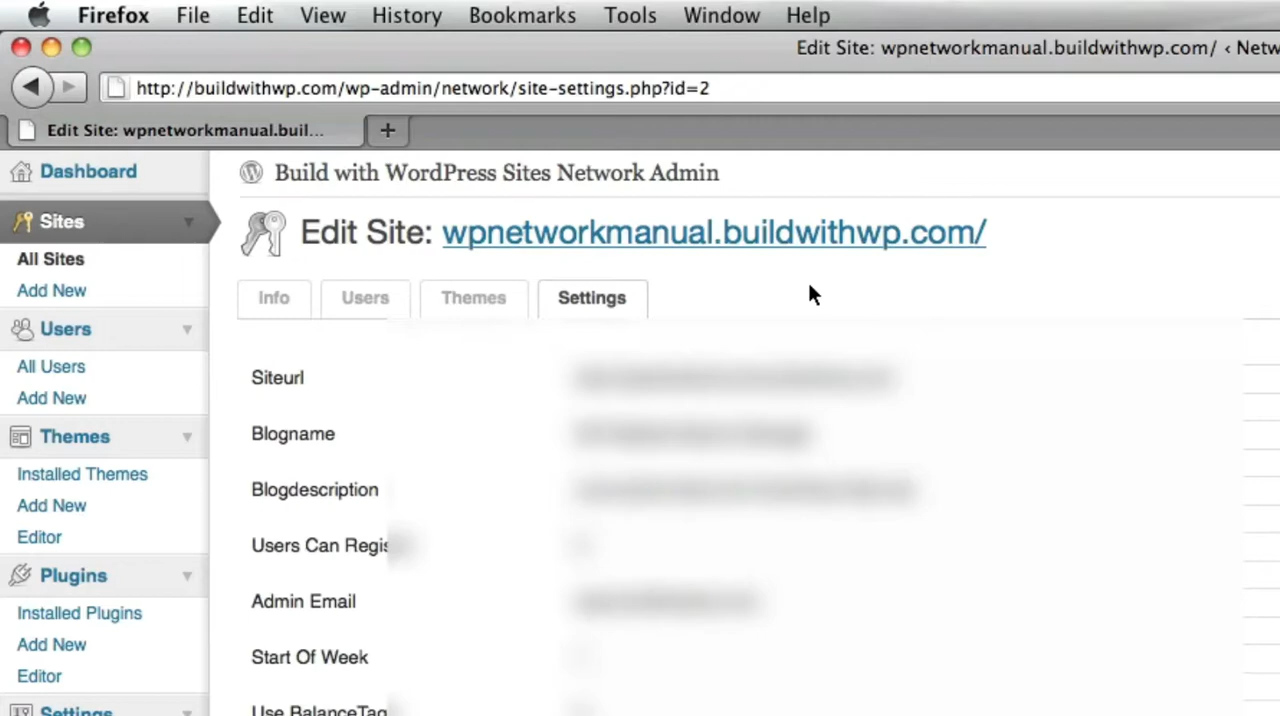 Firefox File Edit View History Bookmarks Tools Window Help
Edit Site: wpnetworkmanual.buildwithwp.com/ ‹ Netw
http://buildwithwp.com/wp-admin/network/site-settings.php?id=2
Edit Site: wpnetworkmanual.buil...
Dashboard
Build with WordPress Sites Network Admin
Sites
Edit Site: wpnetworkmanual.buildwithwp.com/
All Sites
Add New
Info Users Themes Settings
Users
All Users
Siteurl
Add New
Blogname
Themes
Installed Themes
Blogdescription
Add New
Editor
Users Can Regis
Plugins
Admin Email
Installed Plugins
Add New
Start Of Week
Editor
Settings
Use BalanceTag